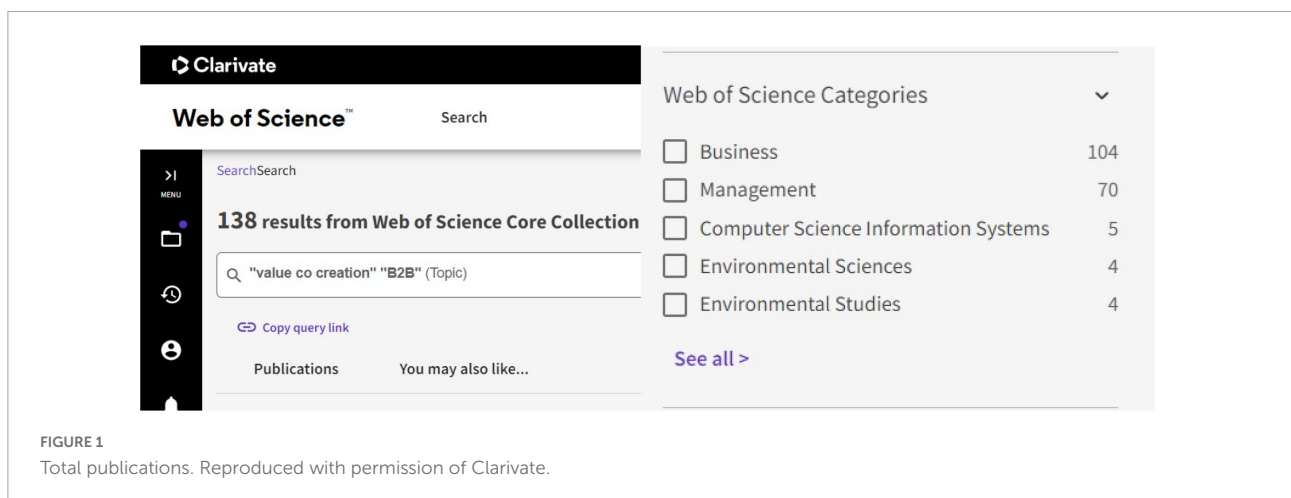 Clarivate
Web of Science™
Search
MENU
SearchSearch
138 results from Web of Science Core Collection
"value co creation" "B2B" (Topic)
Copy query link
Publications
You may also like...
Web of Science Categories
Business 104
Management 70
Computer Science Information Systems 5
Environmental Sciences 4
Environmental Studies 4
See all >
FIGURE 1
Total publications. Reproduced with permission of Clarivate.